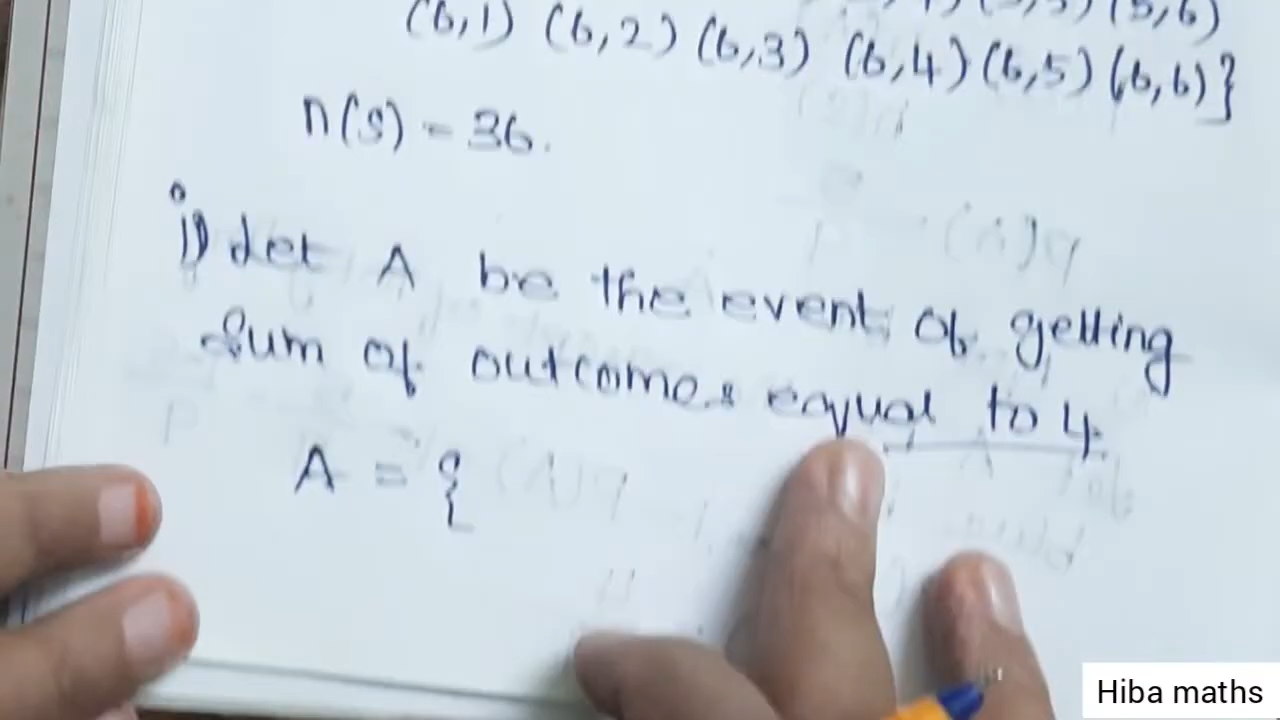 (6,1) (6,2) (6,3) (6,4) (6,5) (6,6)}
n(S) = 36.
i) Let A be the event of getting
Sum of outcomes equal to 4.
A = {
Hiba maths